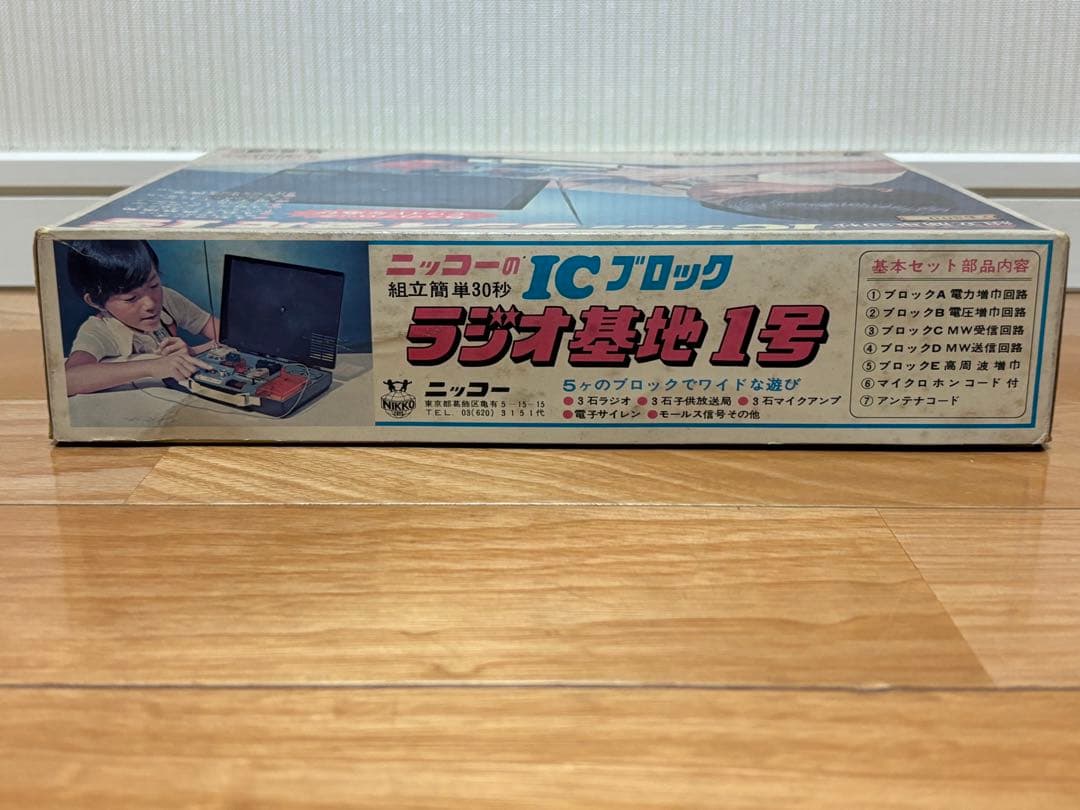 ニッコーの
ICブロック
組立簡単30秒
ラジオ基地1号
ニッコー
NIKKO
東京都葛飾区亀有5-15-15
TEL. 03(620)3151代
5ヶのブロックでワイドな遊び
●3石ラジオ ●3石子供放送局 ●3石マイクアンプ
●電子サイレン ●モールス信号その他
基本セット部品内容
①ブロックA 電力増巾回路
②ブロックB 電圧増巾回路
③ブロックC MW受信回路
④ブロックD MW送信回路
⑤ブロックE 高周波増巾
⑥マイクロホンコード付
⑦アンテナコード